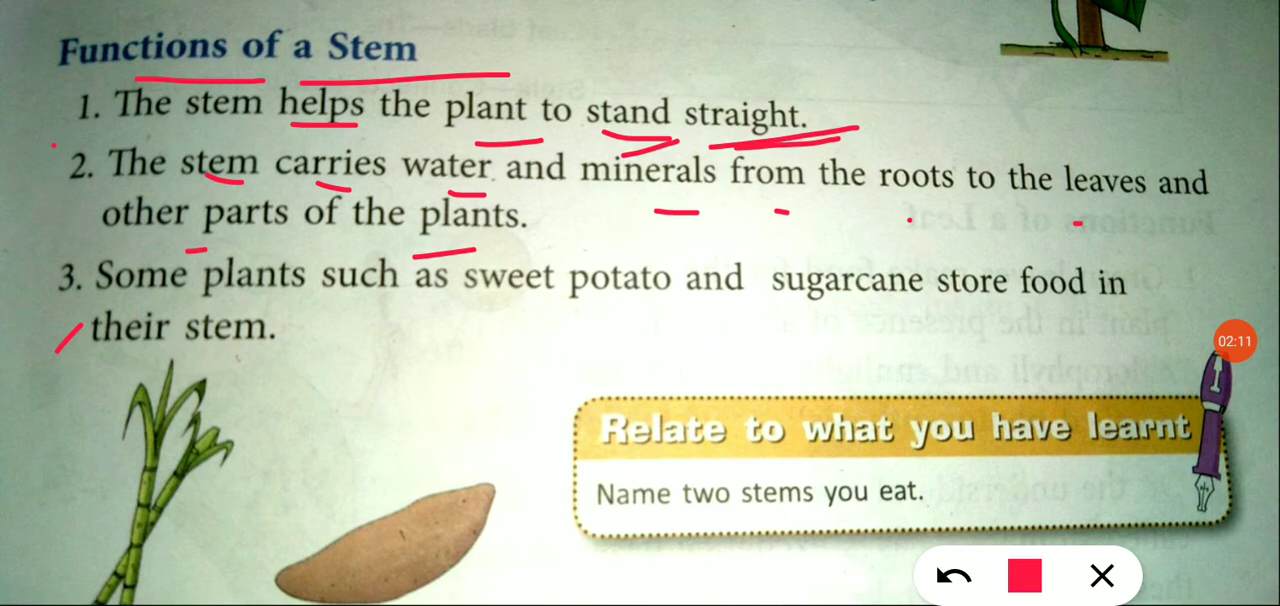 Functions of a Stem
1. The stem helps the plant to stand straight.
2. The stem carries water and minerals from the roots to the leaves and
other parts of the plants.
3. Some plants such as sweet potato and sugarcane store food in
their stem.
02:11
Relate to what you have learnt
Name two stems you eat.